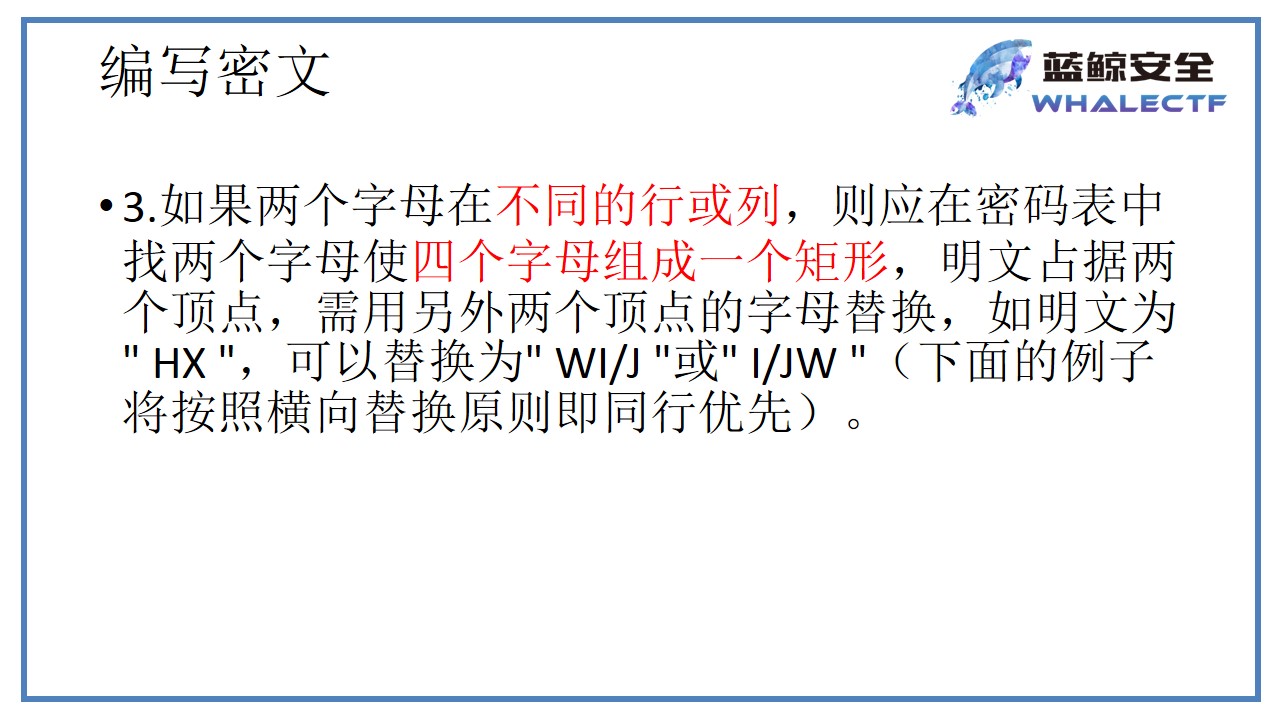 编写密文
蓝鲸安全
WHALECTF
• 3.如果两个字母在不同的行或列，则应在密码表中
找两个字母使四个字母组成一个矩形，明文占据两
个顶点，需用另外两个顶点的字母替换，如明文为
" HX "，可以替换为" WI/J "或" I/JW "（下面的例子
将按照横向替换原则即同行优先）。